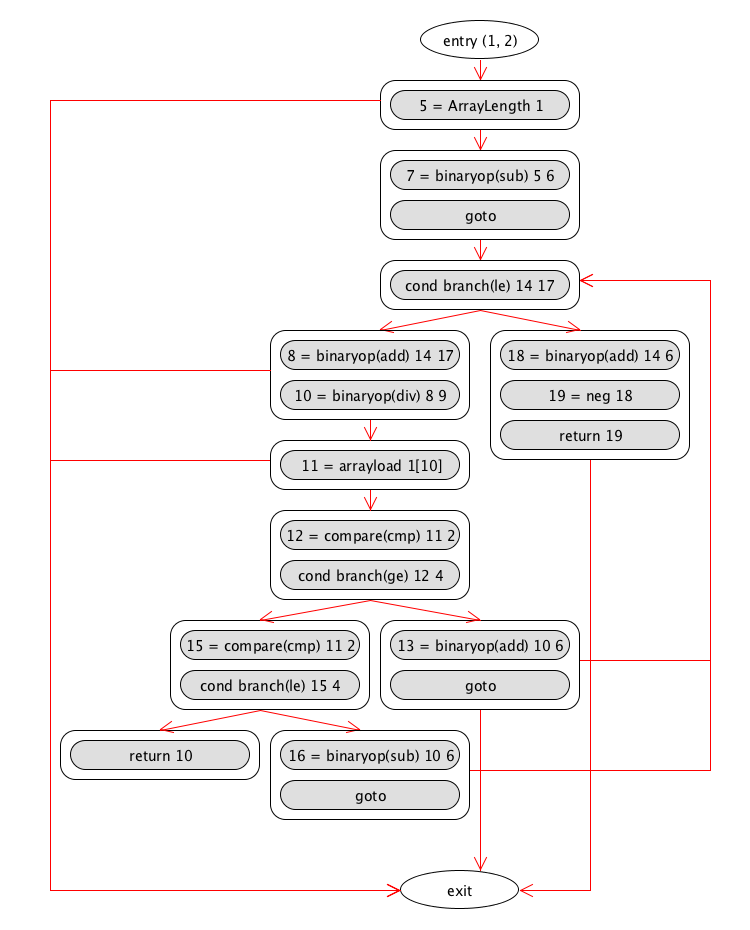 entry (1, 2)
5 = ArrayLength 1
7 = binaryop(sub) 5 6
goto
cond branch(le) 14 17
8 = binaryop(add) 14 17
10 = binaryop(div) 8 9
18 = binaryop(add) 14 6
19 = neg 18
return 19
11 = arrayload 1[10]
12 = compare(cmp) 11 2
cond branch(ge) 12 4
15 = compare(cmp) 11 2
cond branch(le) 15 4
13 = binaryop(add) 10 6
goto
return 10
16 = binaryop(sub) 10 6
goto
exit